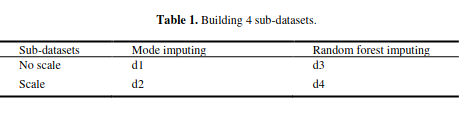 Table 1. Building 4 sub-datasets.
Sub-datasets Mode imputing Random forest imputing
No scale d1 d3
Scale d2 d4